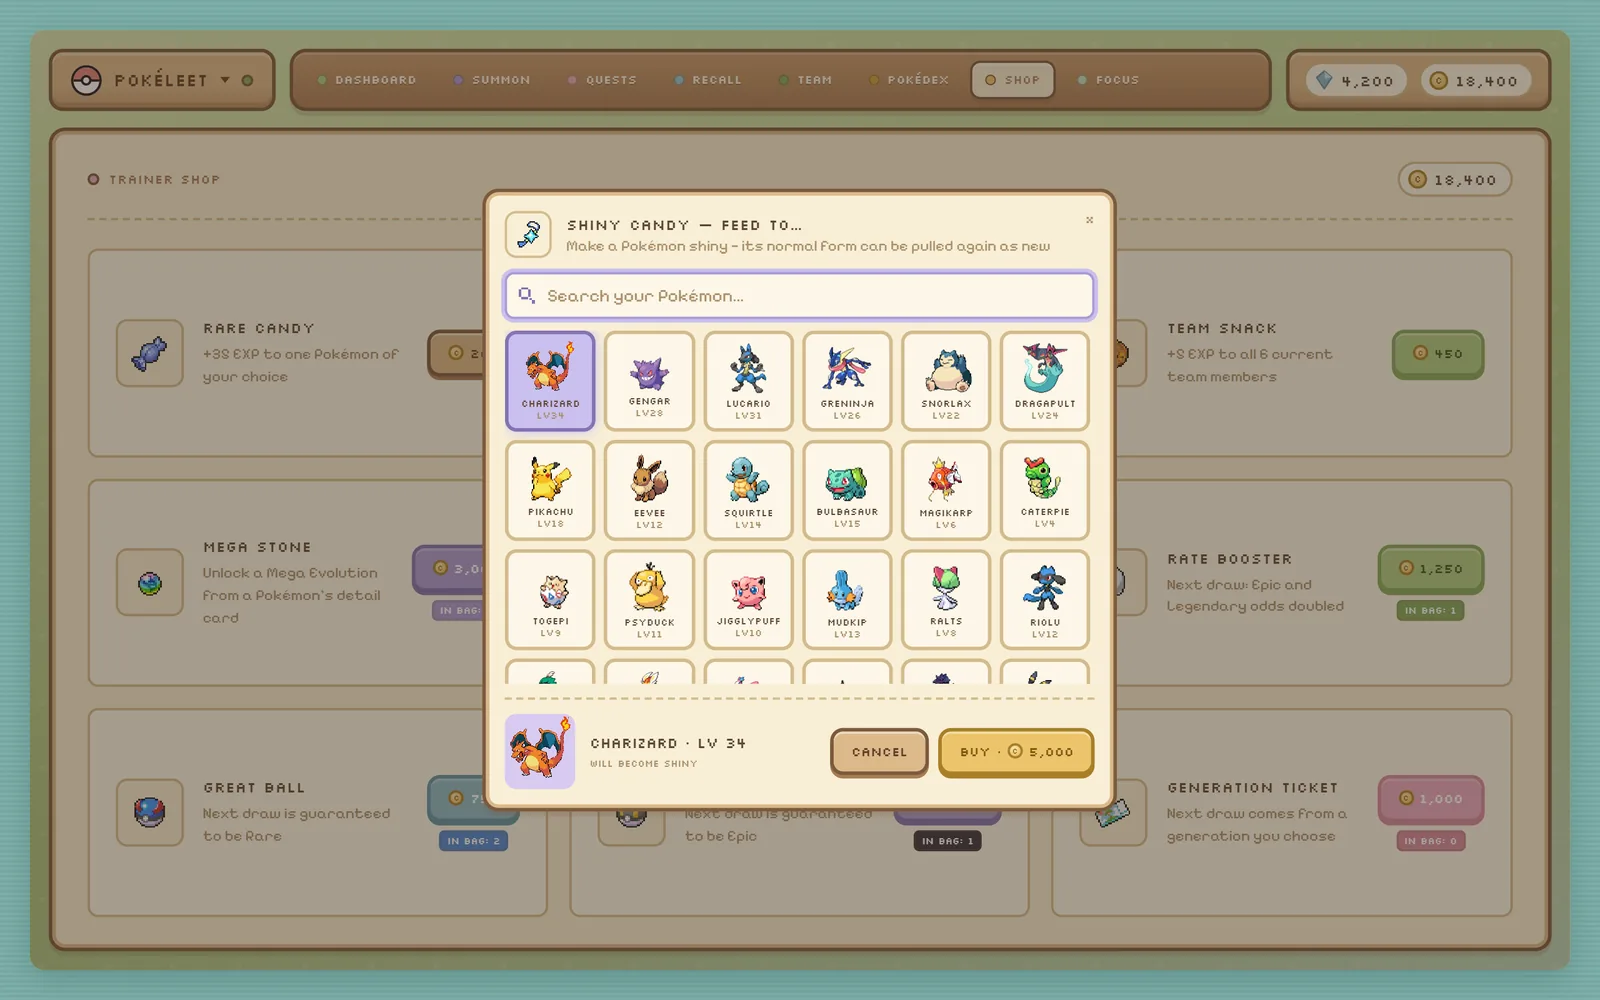 POKÉLEET
DASHBOARD
SUMMON
QUESTS
RECALL
TEAM
POKÉDEX
SHOP
FOCUS
4,200
18,400
TRAINER SHOP
18,400
SHINY CANDY — FEED TO...
Make a Pokémon shiny - its normal form can be pulled again as new
×
Search your Pokémon...
CHARIZARD
LV34
GENGAR
LV28
LUCARIO
LV31
GRENINJA
LV26
SNORLAX
LV22
DRAGAPULT
LV24
PIKACHU
LV18
EEVEE
LV12
SQUIRTLE
LV14
BULBASAUR
LV15
MAGIKARP
LV6
CATERPIE
LV4
TOGEPI
LV9
PSYDUCK
LV11
JIGGLYPUFF
LV10
MUDKIP
LV13
RALTS
LV8
RIOLU
LV12
CHARIZARD · LV 34
WILL BECOME SHINY
CANCEL
BUY · C 5,000
RARE CANDY
+38 EXP to one Pokémon of
your choice
TEAM SNACK
+8 EXP to all 6 current
team members
450
MEGA STONE
Unlock a Mega Evolution
from a Pokémon's detail
card
IN BAG:
RATE BOOSTER
Next draw: Epic and
Legendary odds doubled
1,250
IN BAG: 1
GREAT BALL
Next draw is guaranteed
to be Rare
IN BAG: 2
Next draw is guaranteed
to be Epic
IN BAG: 1
GENERATION TICKET
Next draw comes from a
generation you choose
1,000
IN BAG: 0